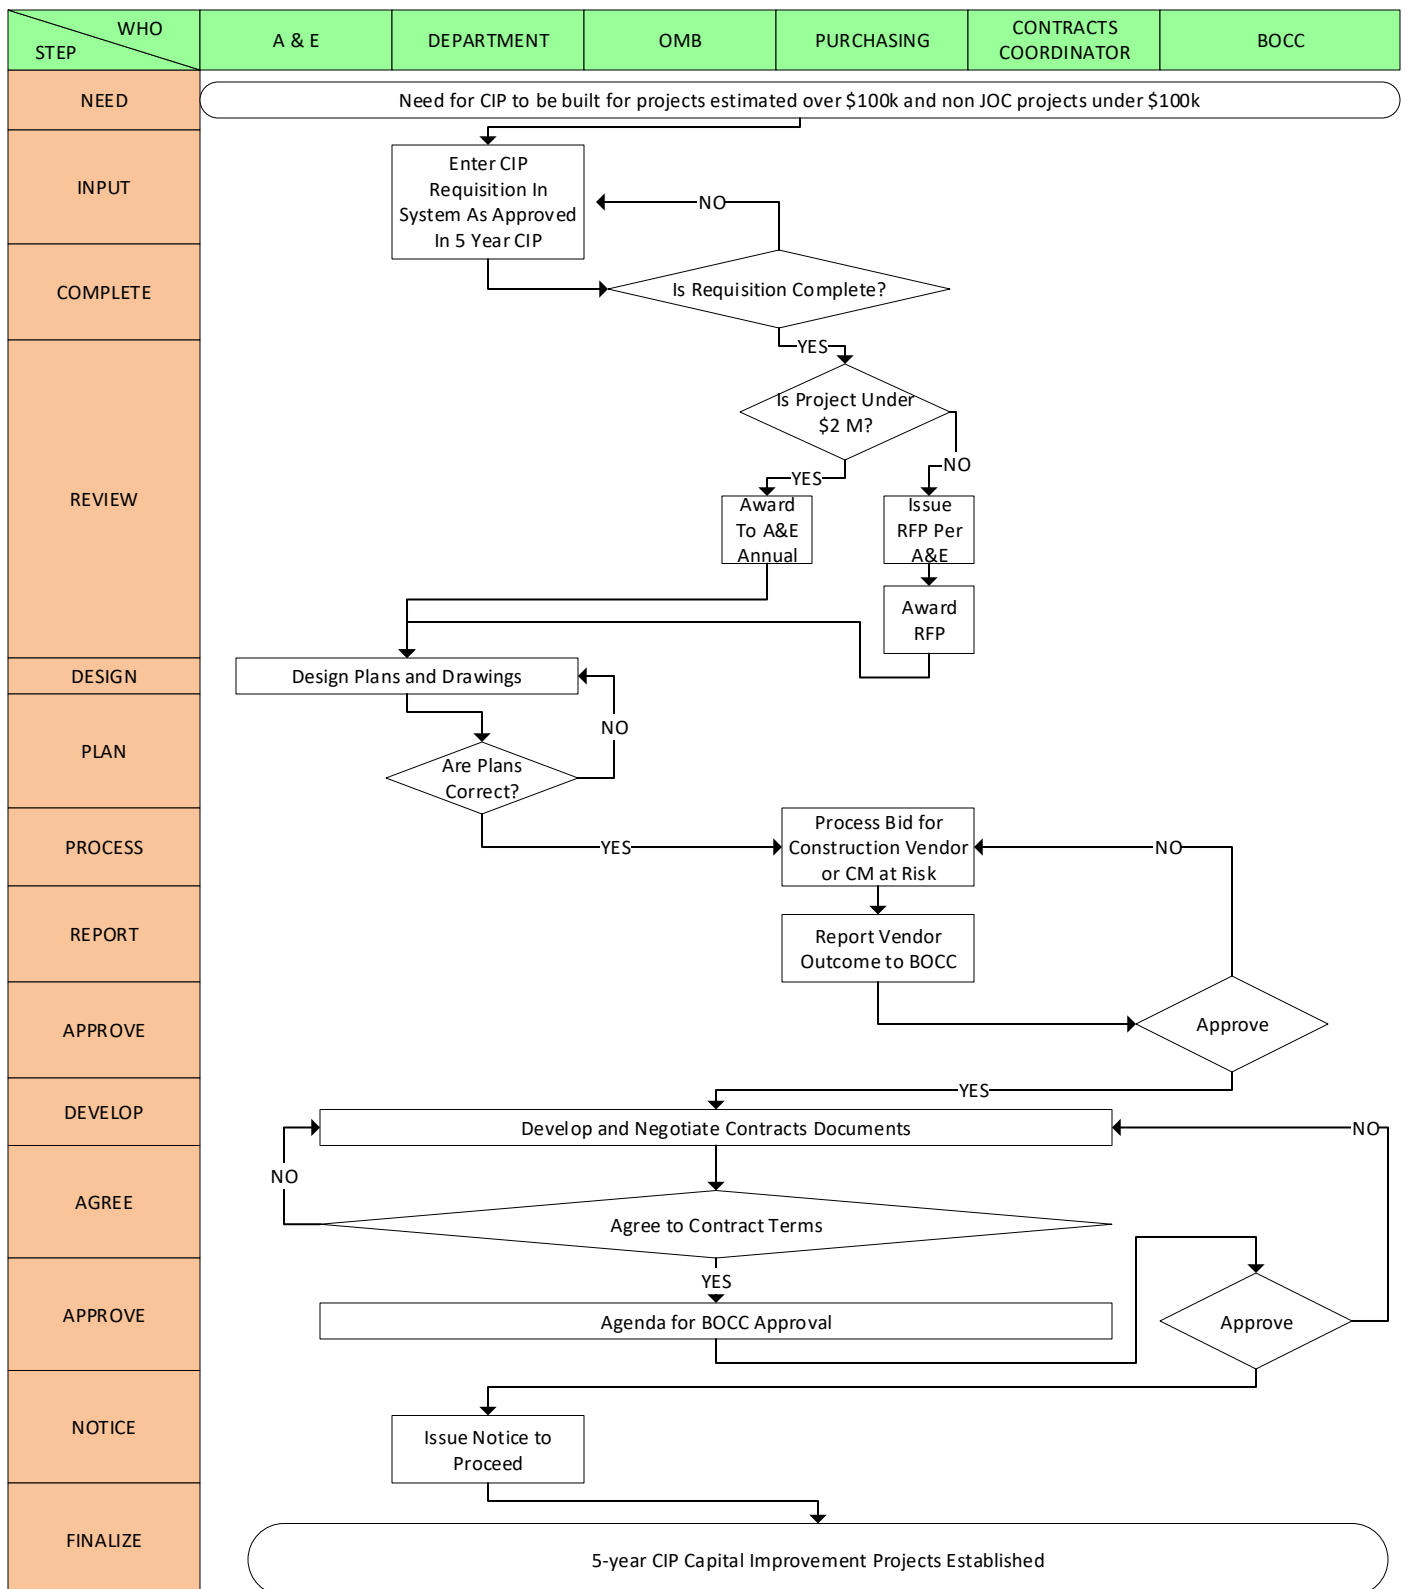 WHO
STEP
A & E
DEPARTMENT
OMB
PURCHASING
CONTRACTS
COORDINATOR
BOCC
NEED
Need for CIP to be built for projects estimated over $100k and non JOC projects under $100k
INPUT
Enter CIP
Requisition In
System As Approved
In 5 Year CIP
NO
COMPLETE
Is Requisition Complete?
YES
REVIEW
Is Project Under
$2 M?
YES
NO
Award
To A&E
Annual
Issue
RFP Per
A&E
Award
RFP
DESIGN
Design Plans and Drawings
NO
PLAN
Are Plans
Correct?
PROCESS
YES
Process Bid for
Construction Vendor
or CM at Risk
NO
REPORT
Report Vendor
Outcome to BOCC
APPROVE
Approve
YES
DEVELOP
Develop and Negotiate Contracts Documents
NO
NO
AGREE
Agree to Contract Terms
YES
APPROVE
Agenda for BOCC Approval
Approve
NOTICE
Issue Notice to
Proceed
FINALIZE
5-year CIP Capital Improvement Projects Established